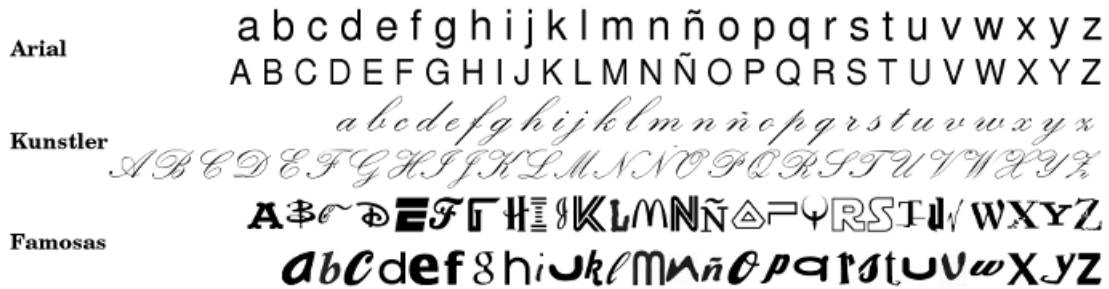 Arial
a b c d e f g h i j k l m n ñ o p q r s t u v w x y z
A B C D E F G H I J K L M N Ñ O P Q R S T U V W X Y Z
Kunstler
a b c d e f g h i j k l m n ñ o p q r s t u v w x y z
A B C D E F G H I J K L M N Ñ O P Q R S T U V W X Y Z
Famosas
A B C D E F G H I J K L M N Ñ O P Q R S T U V W X Y Z
a b c d e f g h i j k l m n ñ o p q r s t u v w x y z